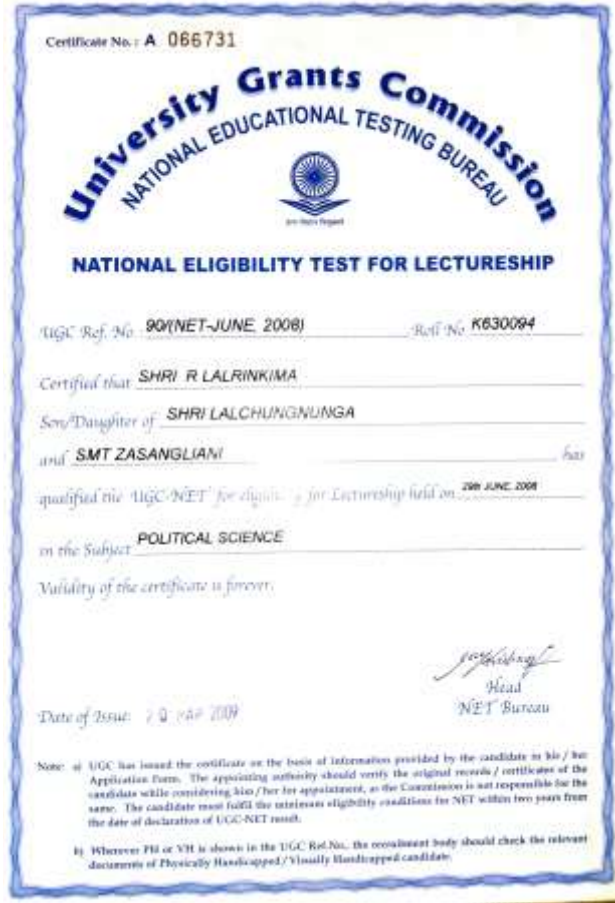 Certificate No. : A 066731
University Grants Commission
NATIONAL EDUCATIONAL TESTING BUREAU
NATIONAL ELIGIBILITY TEST FOR LECTURESHIP
UGC Ref. No. 90/(NET-JUNE, 2008) Roll No K630094
Certified that SHRI R LALRINKIMA
Son/Daughter of SHRI LALCHUNGNUNGA
and SMT ZASANGLIANI has
qualified the UGC-NET for for Lectureship held on 29th JUNE, 2008
in the Subject POLITICAL SCIENCE
Validity of the certificate is forever.
Head
NET Bureau
Date of Issue: 2009
Note: a) UGC has issued the certificate on the basis of information provided by the candidate in his / her
Application Form. The appointing authority should verify the original records / certificates of the
candidate while considering him / her for appointment, as the Commission is not responsible for the
same. The candidate must fulfil the minimum eligibility conditions for NET within two years from
the date of declaration of UGC-NET result.
b) Wherever PH or VH is shown in the UGC Ref.No., the recruitment body should check the relevant
documents of Physically Handicapped / Visually Handicapped candidate.